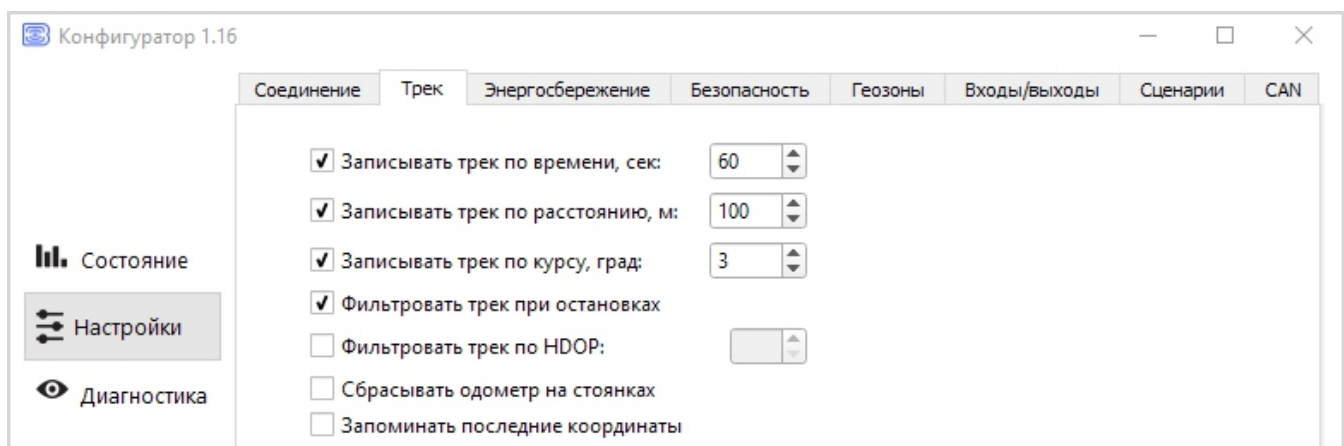 Конфигуратор 1.16
Соединение Трек Энергосбережение Безопасность Геозоны Входы/выходы Сценарии CAN
Записывать трек по времени, сек: 60
Записывать трек по расстоянию, м: 100
Состояние
Записывать трек по курсу, град: 3
Фильтровать трек при остановках
Настройки
Фильтровать трек по HDOP:
Сбрасывать одометр на стоянках
Диагностика
Запоминать последние координаты